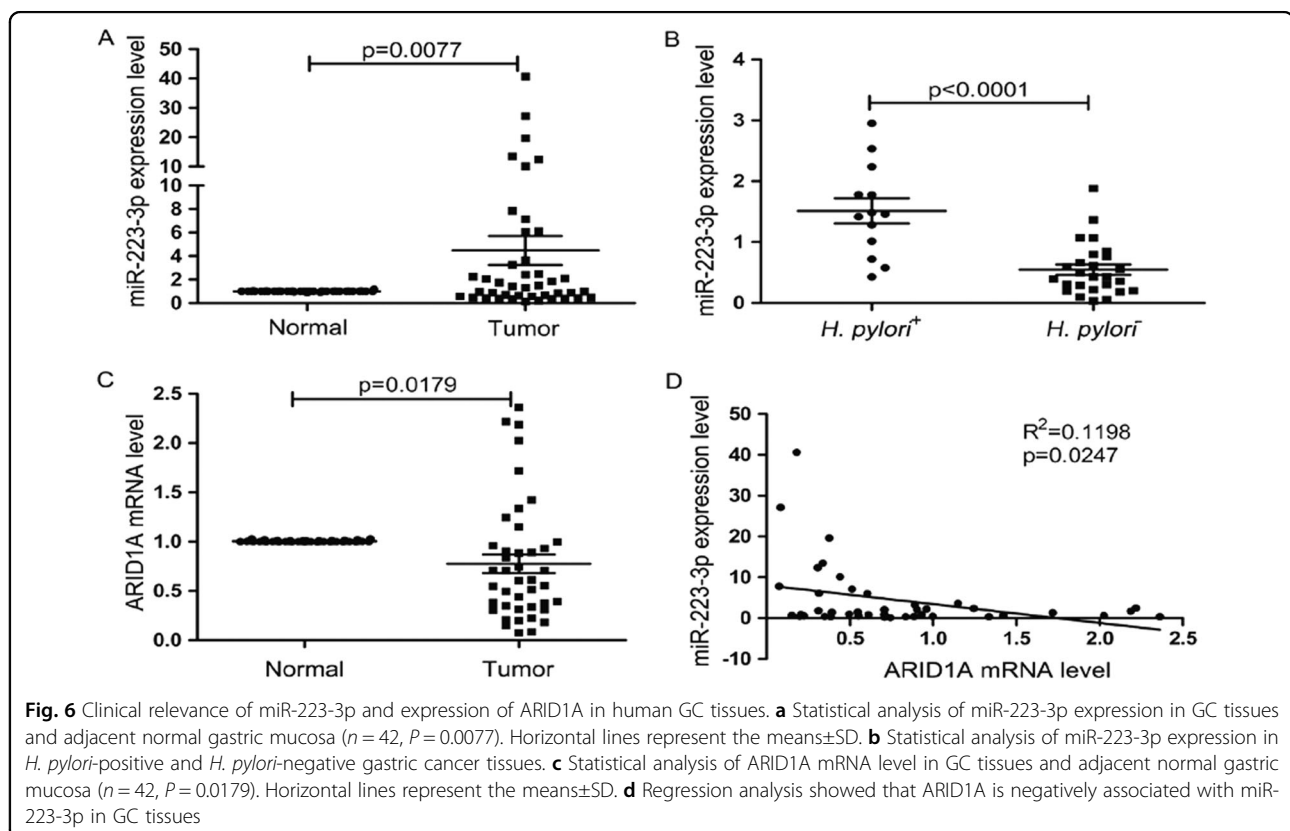 A
miR-223-3p expression level
50
40
30
20
10
10
8
6
4
2
0
p=0.0077
Normal
Tumor
B
miR-223-3p expression level
4
3
2
1
0
p<0.0001
H. pylori+
H. pylori-
C
ARID1A mRNA level
2.5
2.0
1.5
1.0
0.5
0.0
p=0.0179
Normal
Tumor
D
miR-223-3p expression level
50
40
30
20
10
0
-10
R²=0.1198
p=0.0247
0.5
1.0
1.5
2.0
2.5
ARID1A mRNA level
Fig. 6 Clinical relevance of miR-223-3p and expression of ARID1A in human GC tissues. a Statistical analysis of miR-223-3p expression in GC tissues
and adjacent normal gastric mucosa (n = 42, P = 0.0077). Horizontal lines represent the means±SD. b Statistical analysis of miR-223-3p expression in
H. pylori-positive and H. pylori-negative gastric cancer tissues. c Statistical analysis of ARID1A mRNA level in GC tissues and adjacent normal gastric
mucosa (n = 42, P = 0.0179). Horizontal lines represent the means±SD. d Regression analysis showed that ARID1A is negatively associated with miR-
223-3p in GC tissues